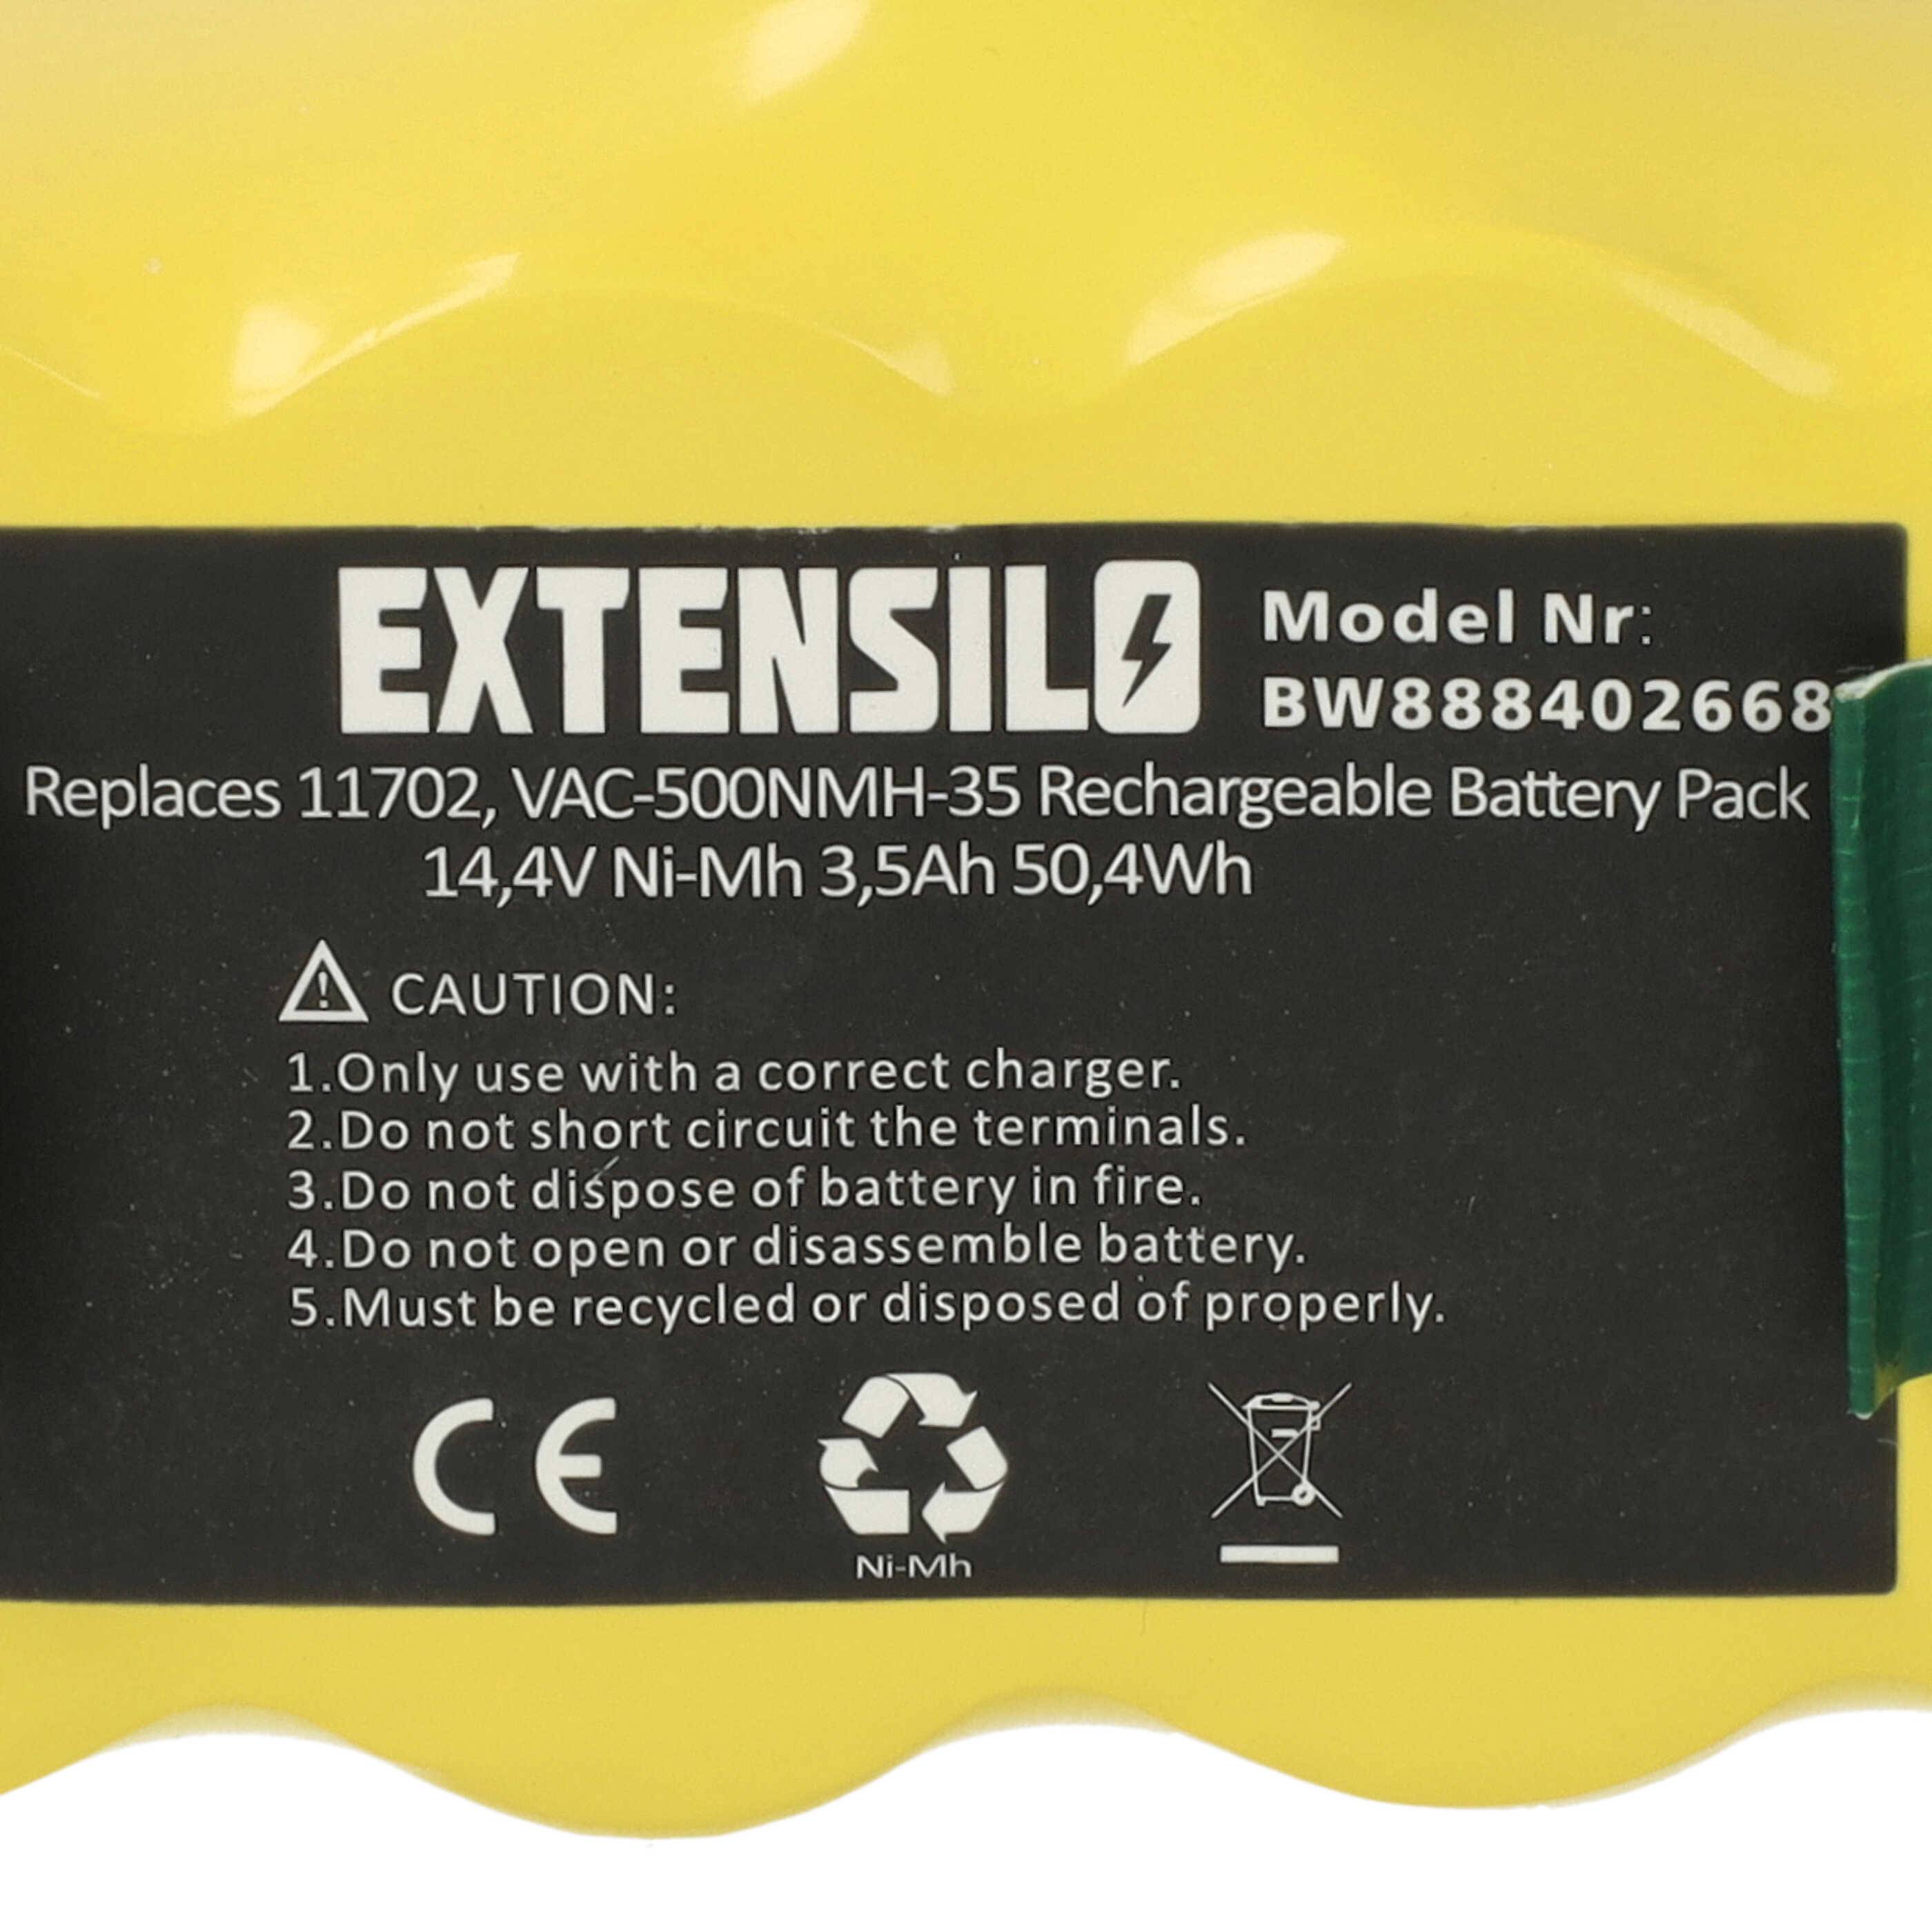 EXTENSILO
Model Nr:
BW888402668
Replaces 11702, VAC-500NMH-35 Rechargeable Battery Pack
14,4V Ni-Mh 3,5Ah 50,4Wh
! CAUTION:
1.Only use with a correct charger.
2.Do not short circuit the terminals.
3.Do not dispose of battery in fire.
4.Do not open or disassemble battery.
5.Must be recycled or disposed of properly.
CE
Ni-Mh